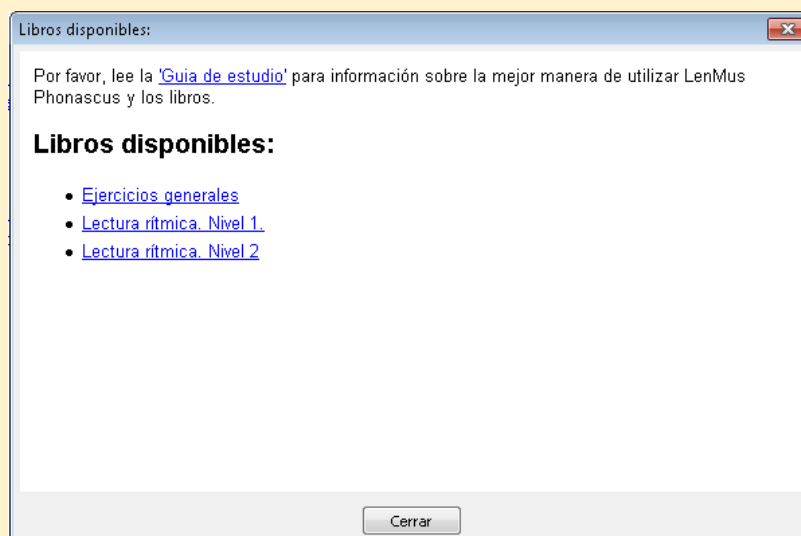 Libros disponibles:
Por favor, lee la 'Guia de estudio' para información sobre la mejor manera de utilizar LenMus
Phonascus y los libros.
Libros disponibles:
Ejercicios generales
Lectura rítmica. Nivel 1.
Lectura rítmica. Nivel 2
Cerrar